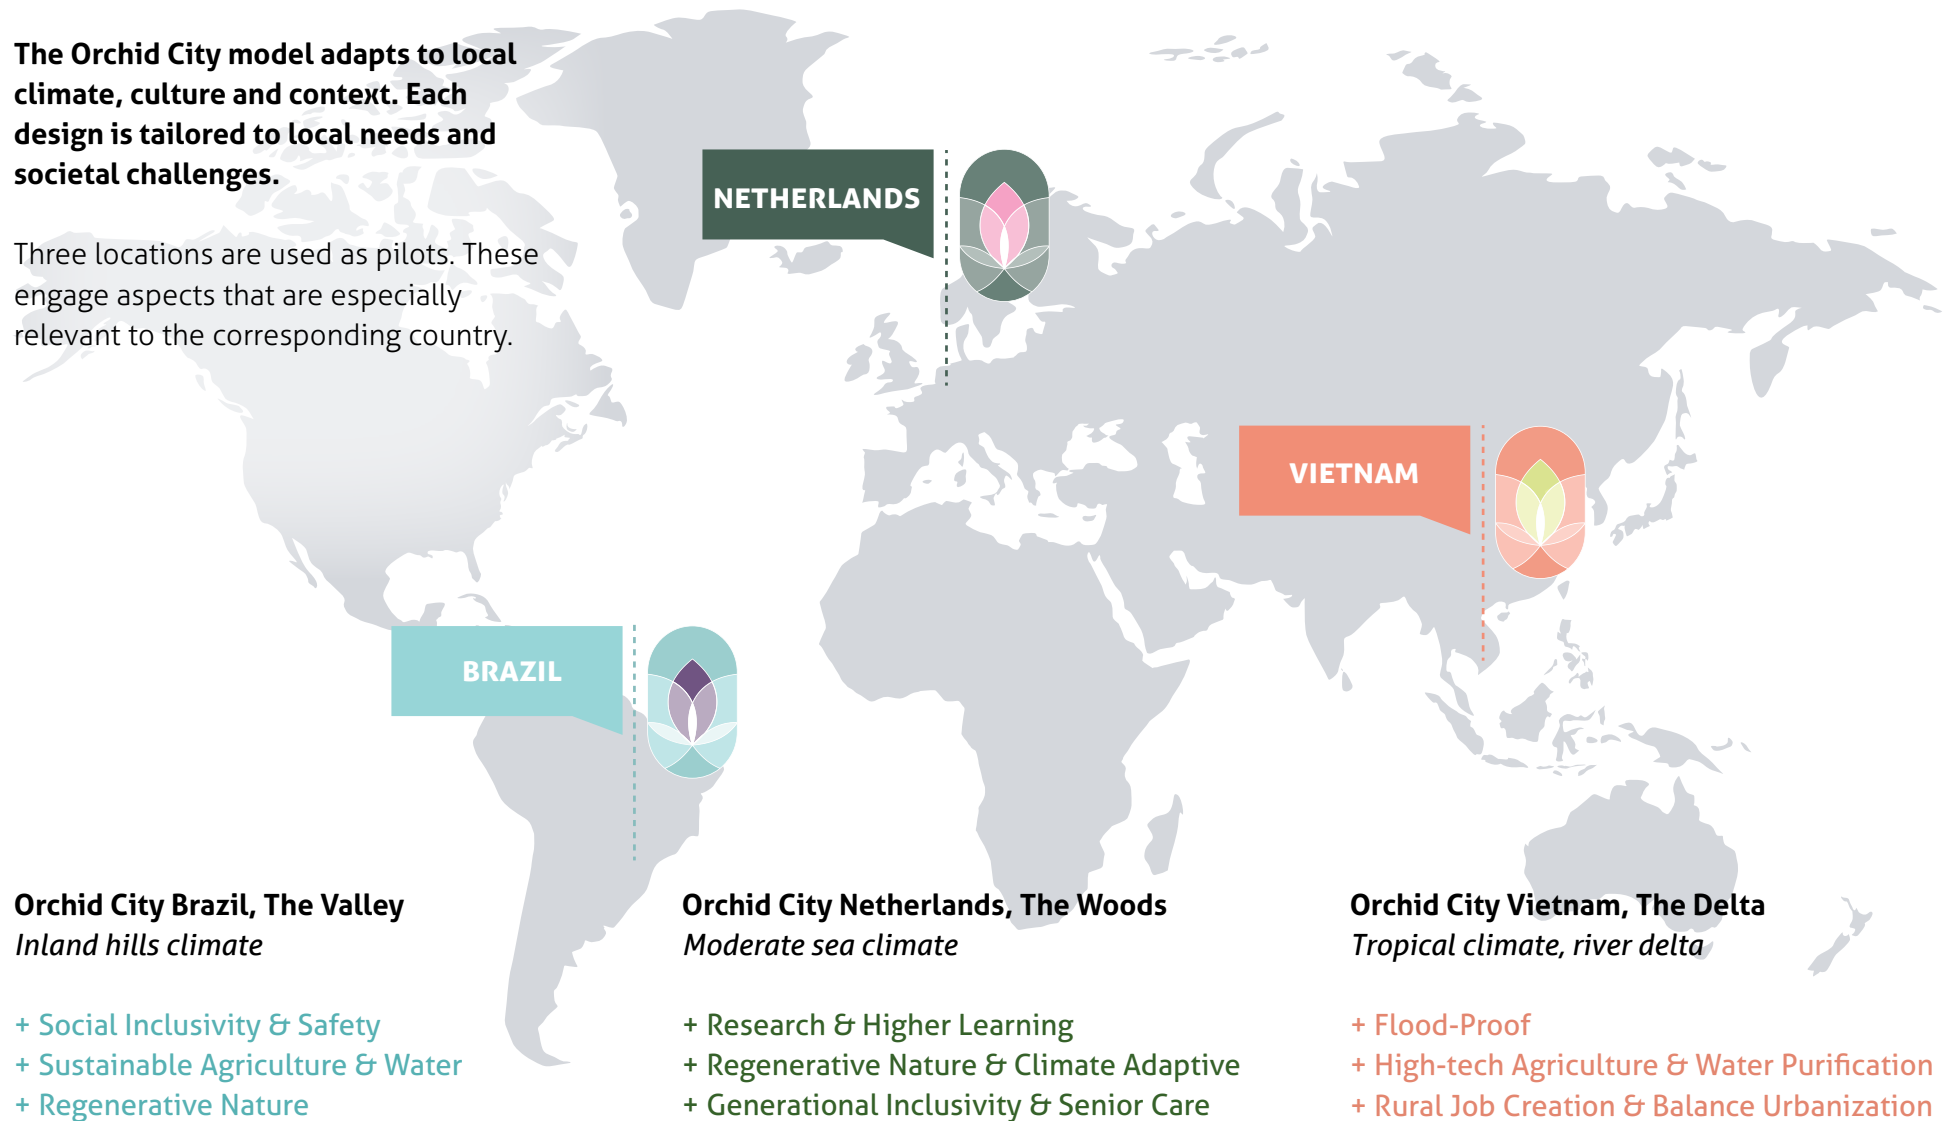 The Orchid City model adapts to local
climate, culture and context. Each
design is tailored to local needs and
societal challenges.
Three locations are used as pilots. These
engage aspects that are especially
relevant to the corresponding country.
NETHERLANDS
VIETNAM
BRAZIL
Orchid City Brazil, The Valley
Inland hills climate
+ Social Inclusivity & Safety
+ Sustainable Agriculture & Water
+ Regenerative Nature
Orchid City Netherlands, The Woods
Moderate sea climate
+ Research & Higher Learning
+ Regenerative Nature & Climate Adaptive
+ Generational Inclusivity & Senior Care
Orchid City Vietnam, The Delta
Tropical climate, river delta
+ Flood-Proof
+ High-tech Agriculture & Water Purification
+ Rural Job Creation & Balance Urbanization